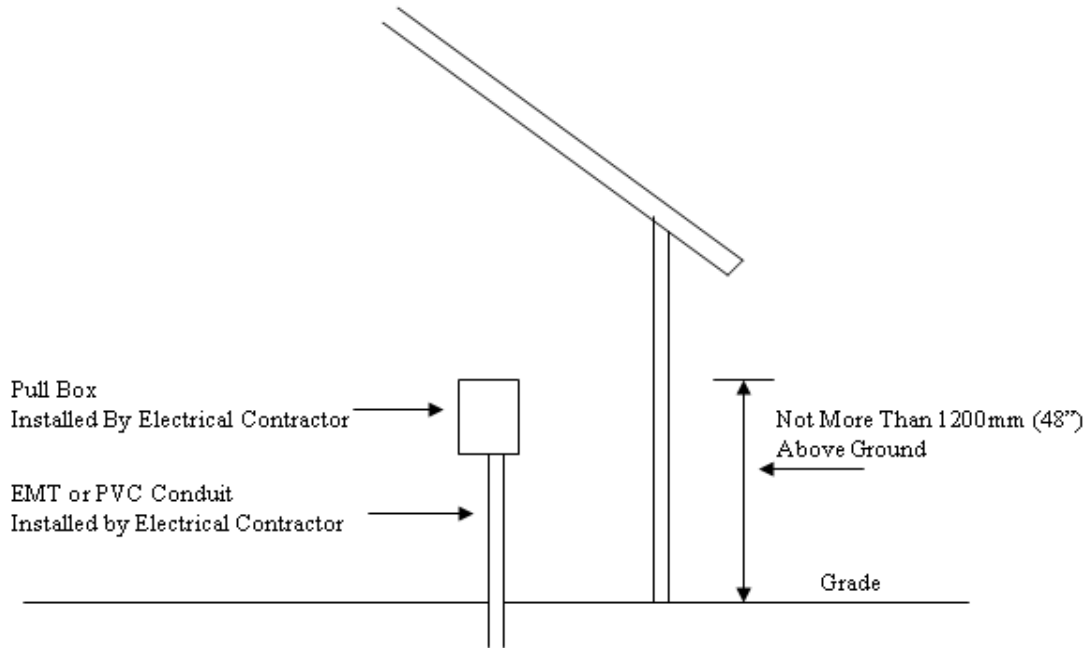 Pull Box
Installed By Electrical Contractor
Not More Than 1200mm (48”)
Above Ground
EMT or PVC Conduit
Installed by Electrical Contractor
Grade